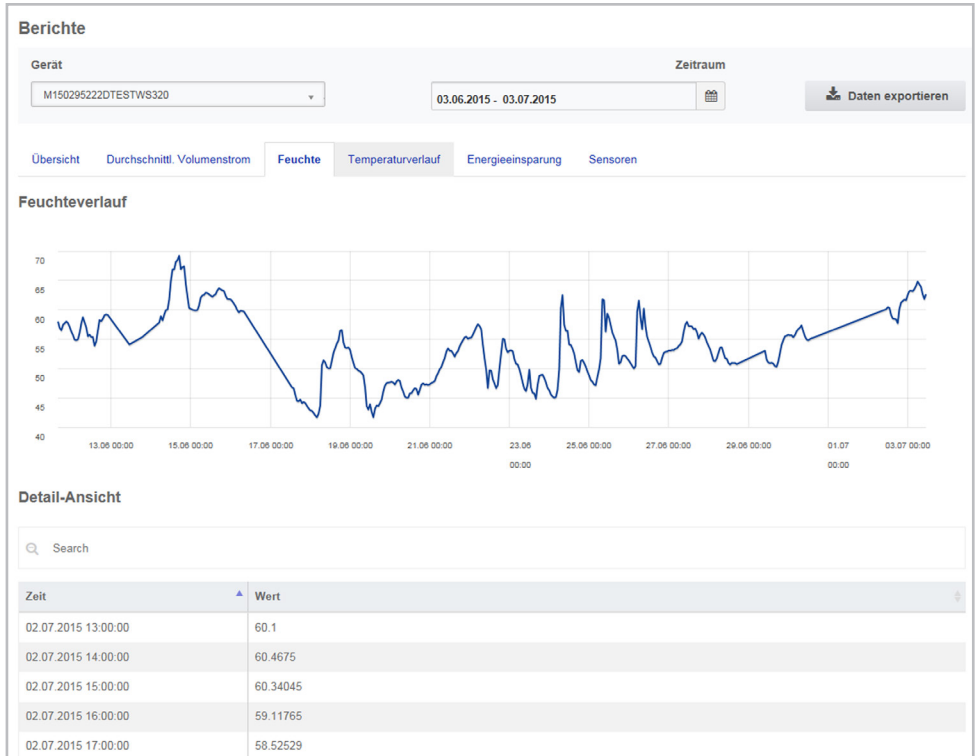 Berichte
Gerät
Zeitraum
M150295222DTESTWS320
03.06.2015 - 03.07.2015
Daten exportieren
Übersicht Durchschnittl. Volumenstrom Feuchte Temperaturverlauf Energieeinsparung Sensoren
Feuchteverlauf
70
65
60
55
50
45
40
13.06 00:00 15.06 00:00 17.06 00:00 19.06 00:00 21.06 00:00 23.06 25.06 00:00 27.06 00:00 29.06 00:00 01.07 03.07 00:00
00:00 00:00
Detail-Ansicht
Search
Zeit Wert
02.07.2015 13:00:00 60.1
02.07.2015 14:00:00 60.4675
02.07.2015 15:00:00 60.34045
02.07.2015 16:00:00 59.11765
02.07.2015 17:00:00 58.52529